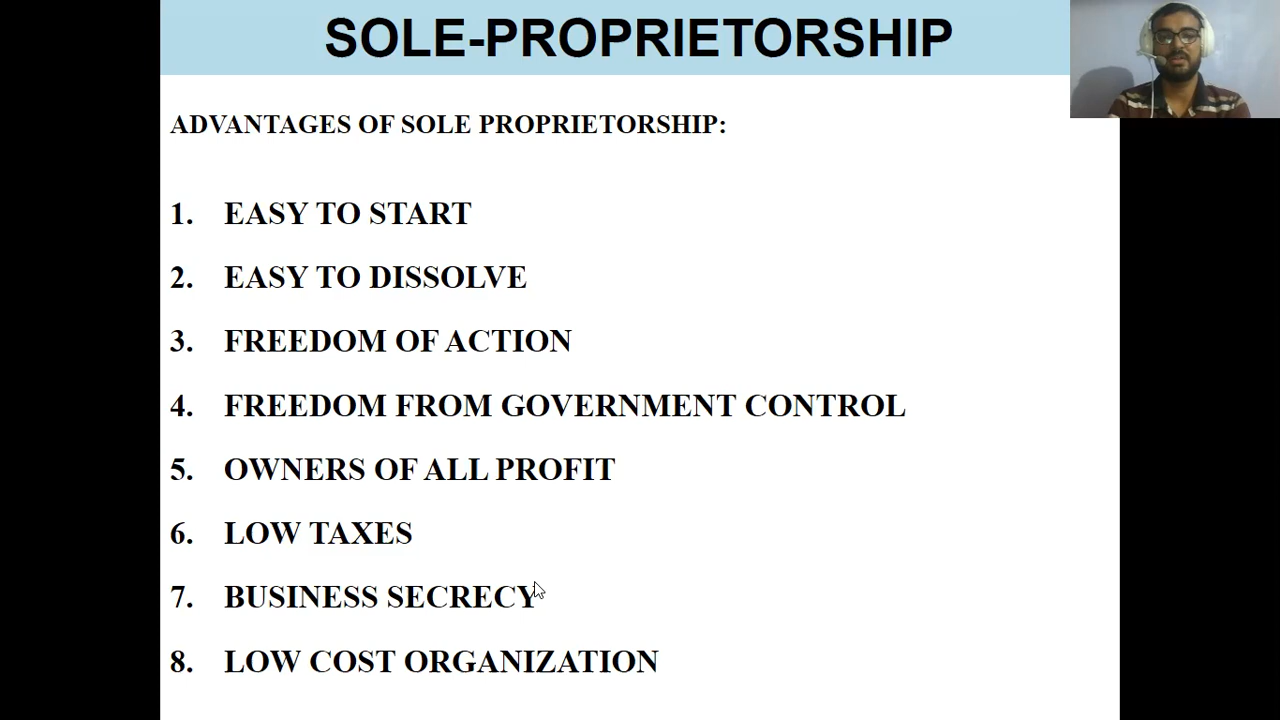 SOLE-PROPRIETORSHIP
ADVANTAGES OF SOLE PROPRIETORSHIP:
1. EASY TO START
2. EASY TO DISSOLVE
3. FREEDOM OF ACTION
4. FREEDOM FROM GOVERNMENT CONTROL
5. OWNERS OF ALL PROFIT
6. LOW TAXES
7. BUSINESS SECRECY
8. LOW COST ORGANIZATION